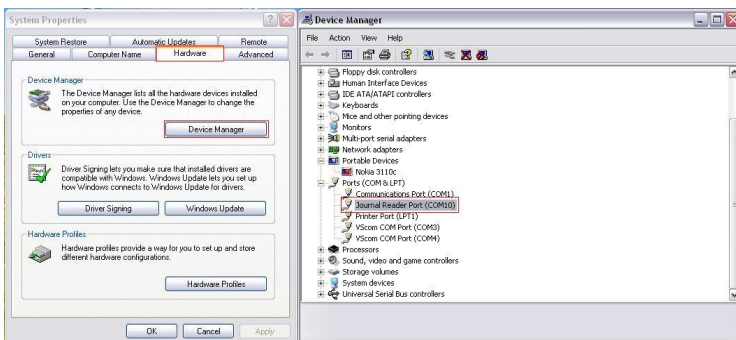 System Properties
System Restore
Automatic Updates
Remote
General
Computer Name
Hardware
Advanced
Device Manager
The Device Manager lists all the hardware devices installed
on your computer. Use the Device Manager to change the
properties of any device.
Device Manager
Drivers
Driver Signing lets you make sure that installed drivers are
compatible with Windows. Windows Update lets you set up
how Windows connects to Windows Update for drivers.
Driver Signing
Windows Update
Hardware Profiles
Hardware profiles provide a way for you to set up and store
different hardware configurations.
Hardware Profiles
OK
Cancel
Apply
Device Manager
File Action View Help
Floppy disk controllers
Human Interface Devices
IDE ATA/ATAPI controllers
Keyboards
Mice and other pointing devices
Monitors
Multi-port serial adapters
Network adapters
Portable Devices
Nokia 3110c
Ports (COM & LPT)
Communications Port (COM1)
Journal Reader Port (COM10)
Printer Port (LPT1)
VScom COM Port (COM3)
VScom COM Port (COM4)
Processors
Sound, video and game controllers
Storage volumes
System devices
Universal Serial Bus controllers